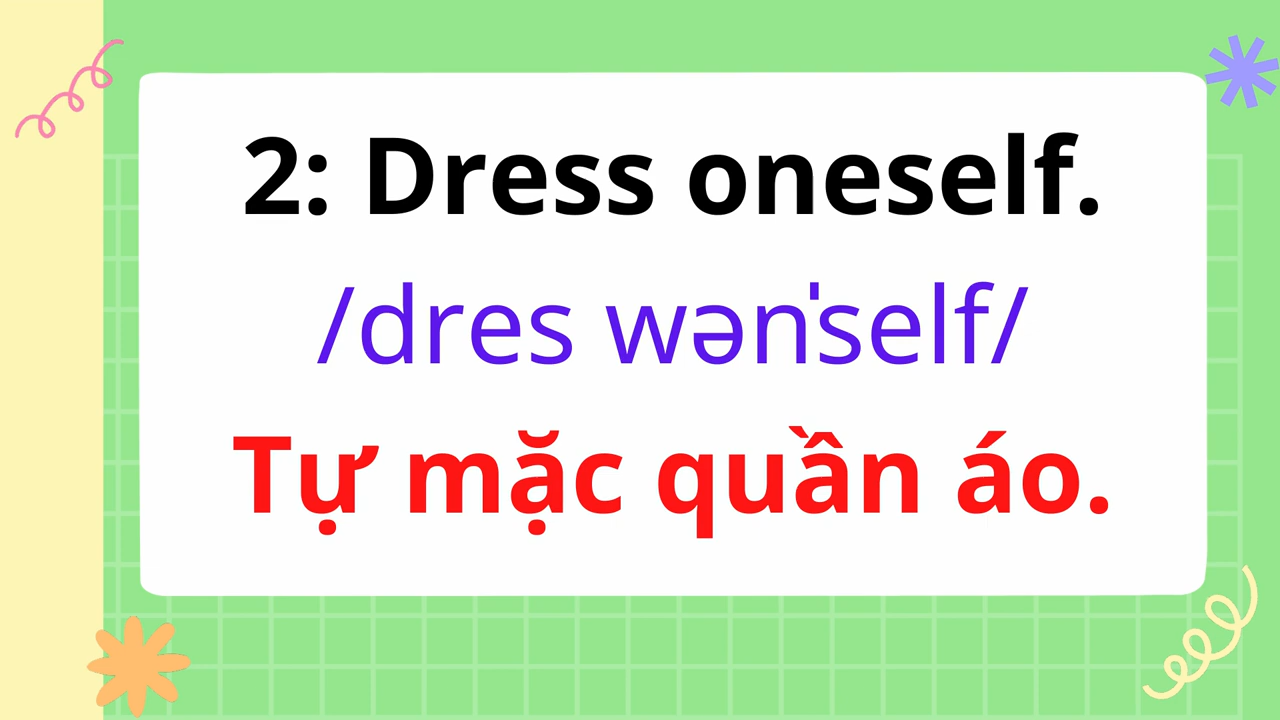 2: Dress oneself.
/dres wənˈself/
Tự mặc quần áo.